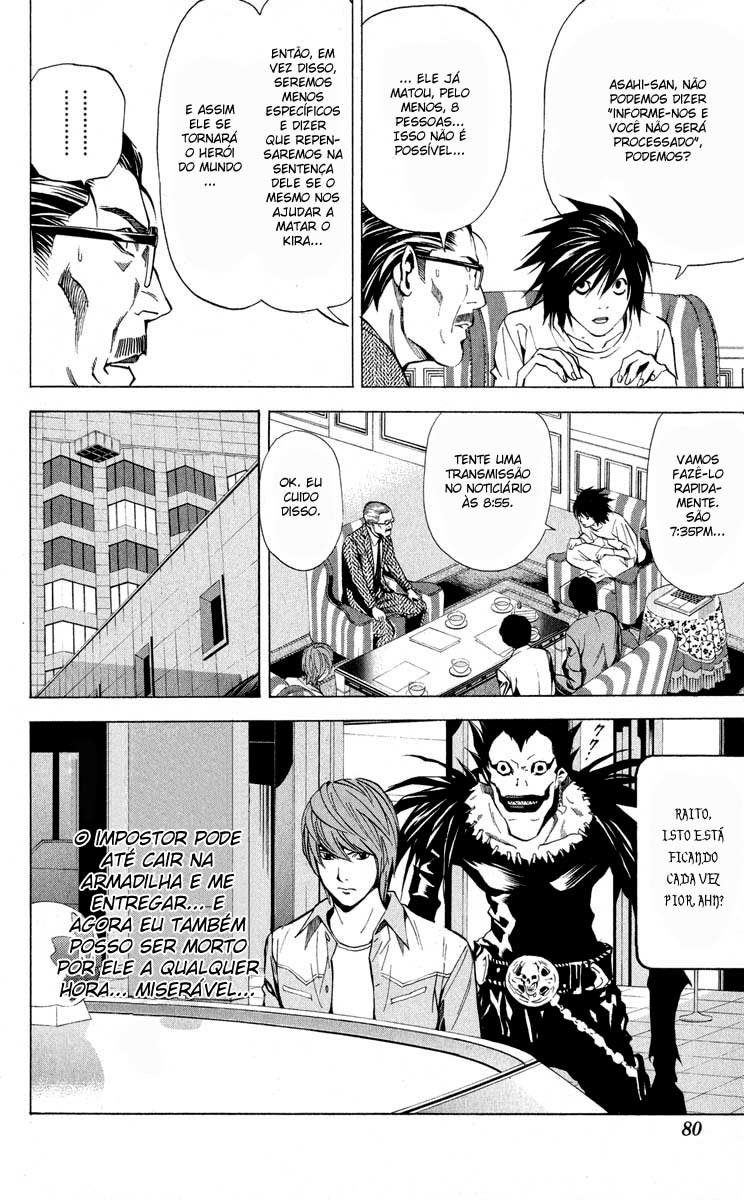 ASAHI-SAN, NÃO
PODEMOS DIZER
"INFORME-NOS E
VOCÊ NÃO SERÁ
PROCESSADO",
PODEMOS?
... ELE JÁ
MATOU, PELO
MENOS, 8
PESSOAS...
ISSO NÃO É
POSSÍVEL...
ENTÃO, EM
VEZ DISSO,
SEREMOS
MENOS
ESPECÍFICOS
E DIZER
QUE REPEN-
SAREMOS NA
SENTENÇA
DELE SE O
MESMO NOS
AJUDAR A
MATAR O
KIRA...
E ASSIM
ELE SE
TORNARÁ
O HERÓI
DO MUNDO
...
VAMOS
FAZÊ-LO
RAPIDA-
MENTE.
SÃO
7:35PM...
TENTE UMA
TRANSMISSÃO
NO NOTICIÁRIO
ÀS 8:55.
OK. EU
CUIDO
DISSO.
RAITO,
ISTO ESTÁ
FICANDO
CADA VEZ
PIOR, AHN?
O IMPOSTOR PODE
ATÉ CAIR NA
ARMADILHA E ME
ENTREGAR... E
AGORA EU TAMBÉM
POSSO SER MORTO
POR ELE A QUALQUER
HORA... MISERÁVEL...
80